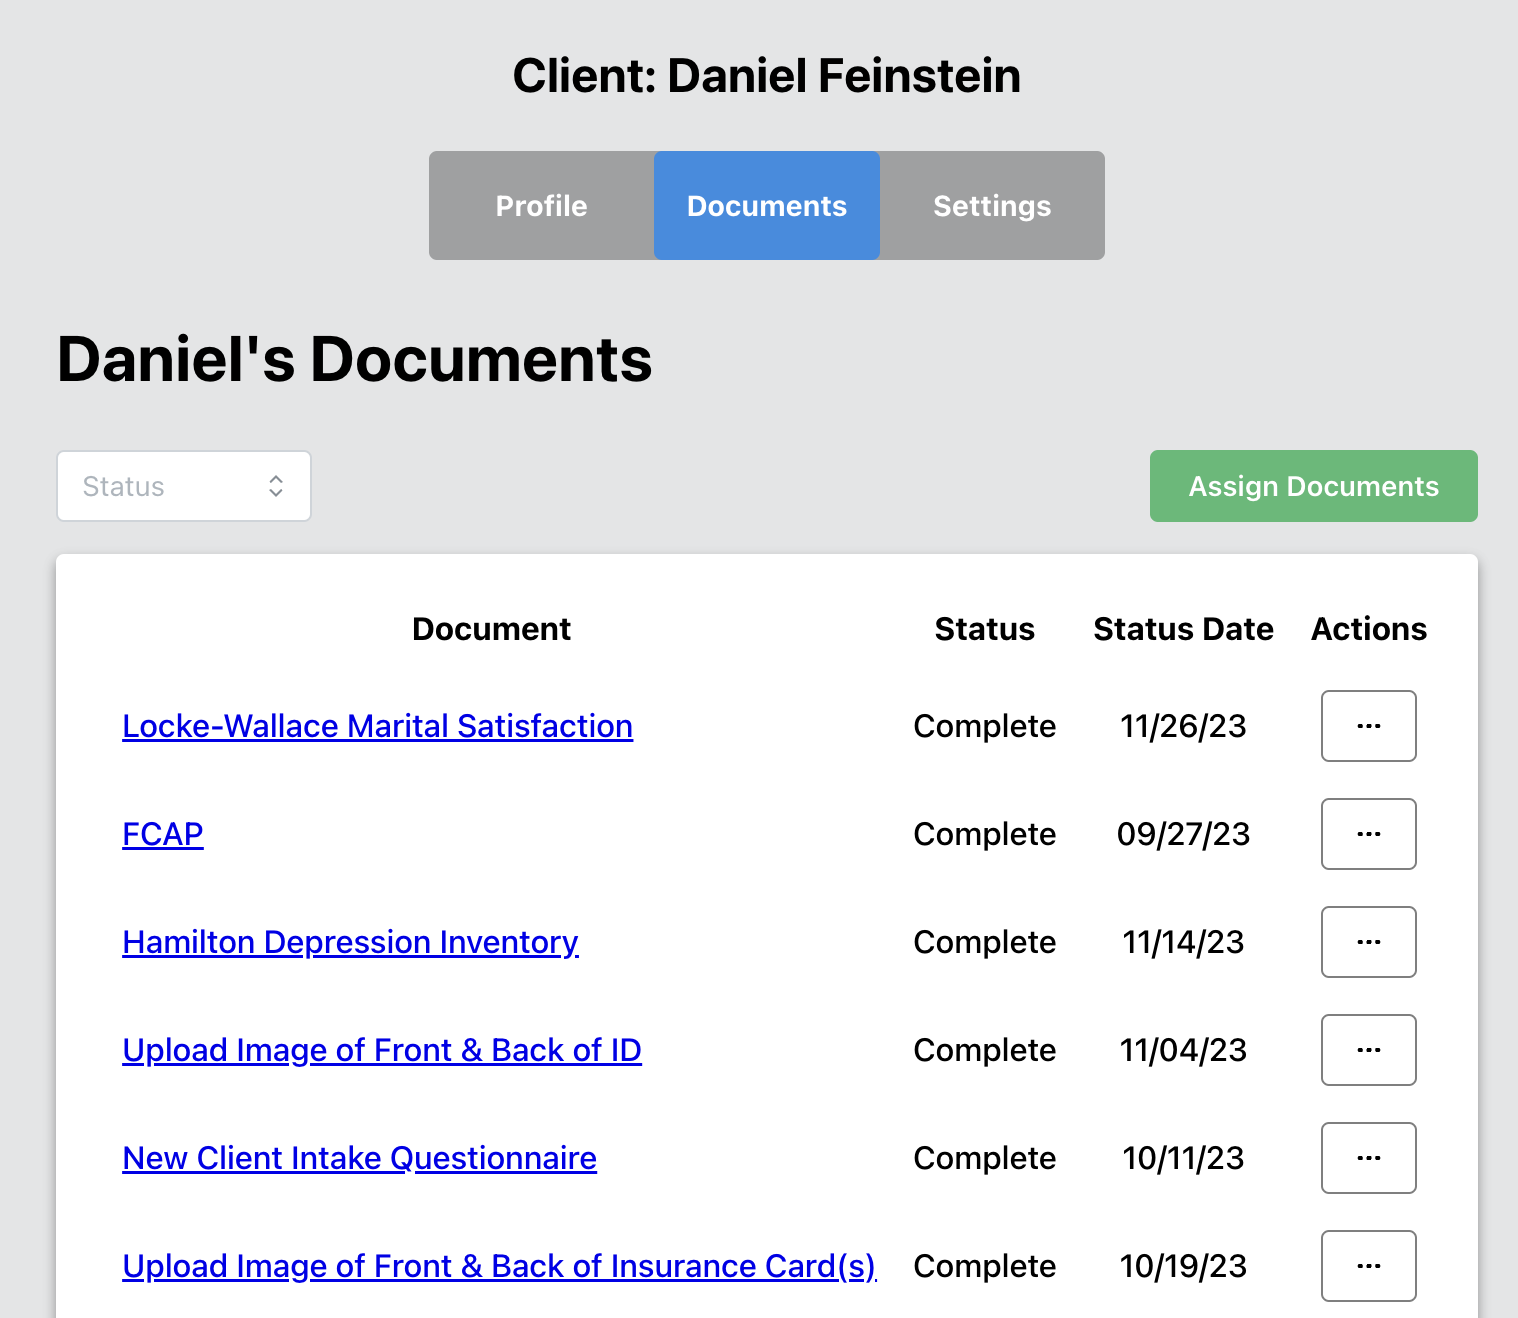 Client: Daniel Feinstein
Profile Documents Settings
Daniel's Documents
Status Assign Documents
Document Status Status Date Actions
Locke-Wallace Marital Satisfaction Complete 11/26/23 ...
FCAP Complete 09/27/23 ...
Hamilton Depression Inventory Complete 11/14/23 ...
Upload Image of Front & Back of ID Complete 11/04/23 ...
New Client Intake Questionnaire Complete 10/11/23 ...
Upload Image of Front & Back of Insurance Card(s) Complete 10/19/23 ...